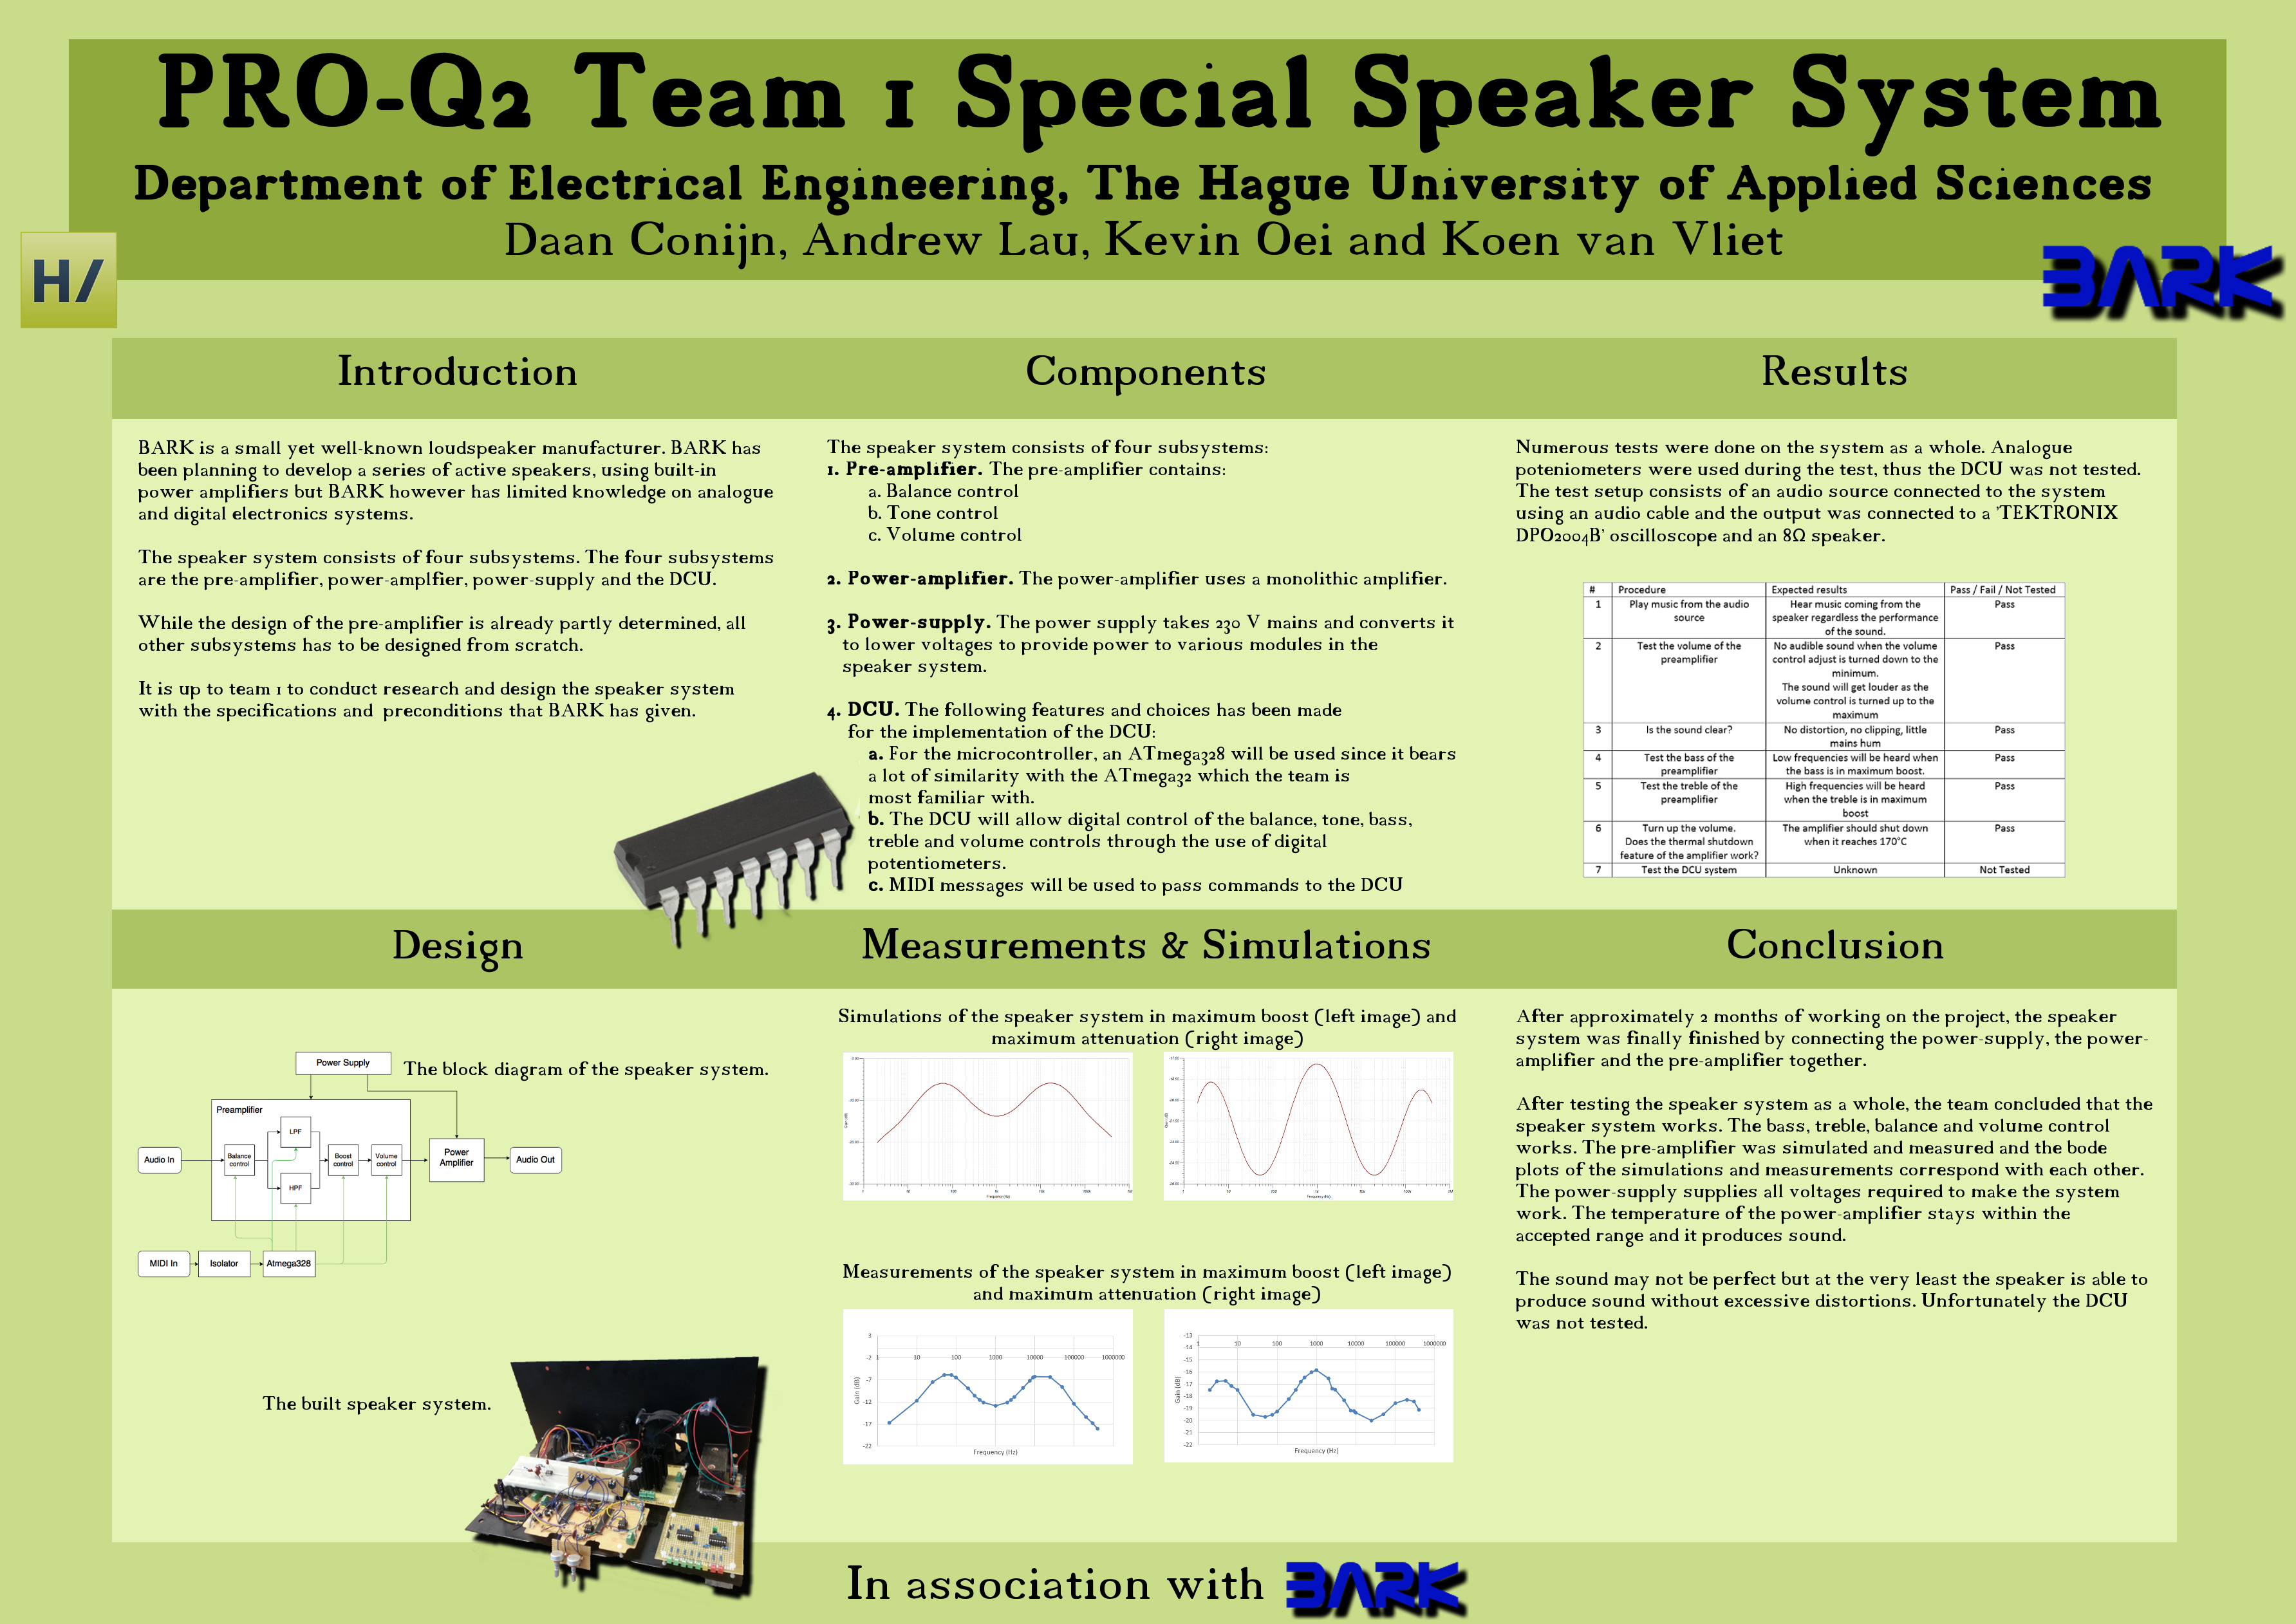 PRO-Q2 Team 1 Special Speaker System
Department of Electrical Engineering, The Hague University of Applied Sciences
Daan Conijn, Andrew Lau, Kevin Oei and Koen van Vliet
H/
BARK
Introduction
BARK is a small yet well-known loudspeaker manufacturer. BARK has
been planning to develop a series of active speakers, using built-in
power amplifiers but BARK however has limited knowledge on analogue
and digital electronics systems.
The speaker system consists of four subsystems. The four subsystems
are the pre-amplifier, power-amplfier, power-supply and the DCU.
While the design of the pre-amplifier is already partly determined, all
other subsystems has to be designed from scratch.
It is up to team 1 to conduct research and design the speaker system
with the specifications and preconditions that BARK has given.
Components
The speaker system consists of four subsystems:
1. Pre-amplifier. The pre-amplifier contains:
a. Balance control
b. Tone control
c. Volume control
2. Power-amplifier. The power-amplifier uses a monolithic amplifier.
3. Power-supply. The power supply takes 230 V mains and converts it
to lower voltages to provide power to various modules in the
speaker system.
4. DCU. The following features and choices has been made
for the implementation of the DCU:
a. For the microcontroller, an ATmega328 will be used since it bears
a lot of similarity with the ATmega32 which the team is
most familiar with.
b. The DCU will allow digital control of the balance, tone, bass,
treble and volume controls through the use of digital
potentiometers.
c. MIDI messages will be used to pass commands to the DCU
Results
Numerous tests were done on the system as a whole. Analogue
poteniometers were used during the test, thus the DCU was not tested.
The test setup consists of an audio source connected to the system
using an audio cable and the output was connected to a 'TEKTRONIX
DPO2004B' oscilloscope and an 8Ω speaker.
# Procedure Expected results Pass / Fail / Not Tested
1 Play music from the audio Hear music coming from the Pass
source speaker regardless the performance
of the sound.
2 Test the volume of the No audible sound when the volume Pass
preamplifier control adjust is turned down to the
minimum.
The sound will get louder as the
volume control is turned up to the
maximum
3 Is the sound clear? No distortion, no clipping, little Pass
mains hum
4 Test the bass of the Low frequencies will be heard when Pass
preamplifier the bass is in maximum boost.
5 Test the treble of the High frequencies will be heard Pass
preamplifier when the treble is in maximum
boost
6 Turn up the volume. The amplifier should shut down Pass
Does the thermal shutdown when it reaches 170°C
feature of the amplifier work?
7 Test the DCU system Unknown Not Tested
Design
The block diagram of the speaker system.
Power Supply
Preamplifier
LPF
Audio In
Balance
control
Boost
control
Volume
control
Power
Amplifier
Audio Out
HPF
MIDI In
Isolator
Atmega328
The built speaker system.
Measurements & Simulations
Simulations of the speaker system in maximum boost (left image) and
maximum attenuation (right image)
Frequency (Hz)
Frequency (Hz)
Measurements of the speaker system in maximum boost (left image)
and maximum attenuation (right image)
3
-2 1 10 100 1000 10000 100000 1000000
-7
-12
-17
-22
Gain (dB)
Frequency (Hz)
-13
1 10 100 1000 10000 100000 1000000
-14
-15
-16
-17
-18
-19
-20
-21
-22
Gain (dB)
Frequency (Hz)
Conclusion
After approximately 2 months of working on the project, the speaker
system was finally finished by connecting the power-supply, the power-
amplifier and the pre-amplifier together.
After testing the speaker system as a whole, the team concluded that the
speaker system works. The bass, treble, balance and volume control
works. The pre-amplifier was simulated and measured and the bode
plots of the simulations and measurements correspond with each other.
The power-supply supplies all voltages required to make the system
work. The temperature of the power-amplifier stays within the
accepted range and it produces sound.
The sound may not be perfect but at the very least the speaker is able to
produce sound without excessive distortions. Unfortunately the DCU
was not tested.
In association with BARK